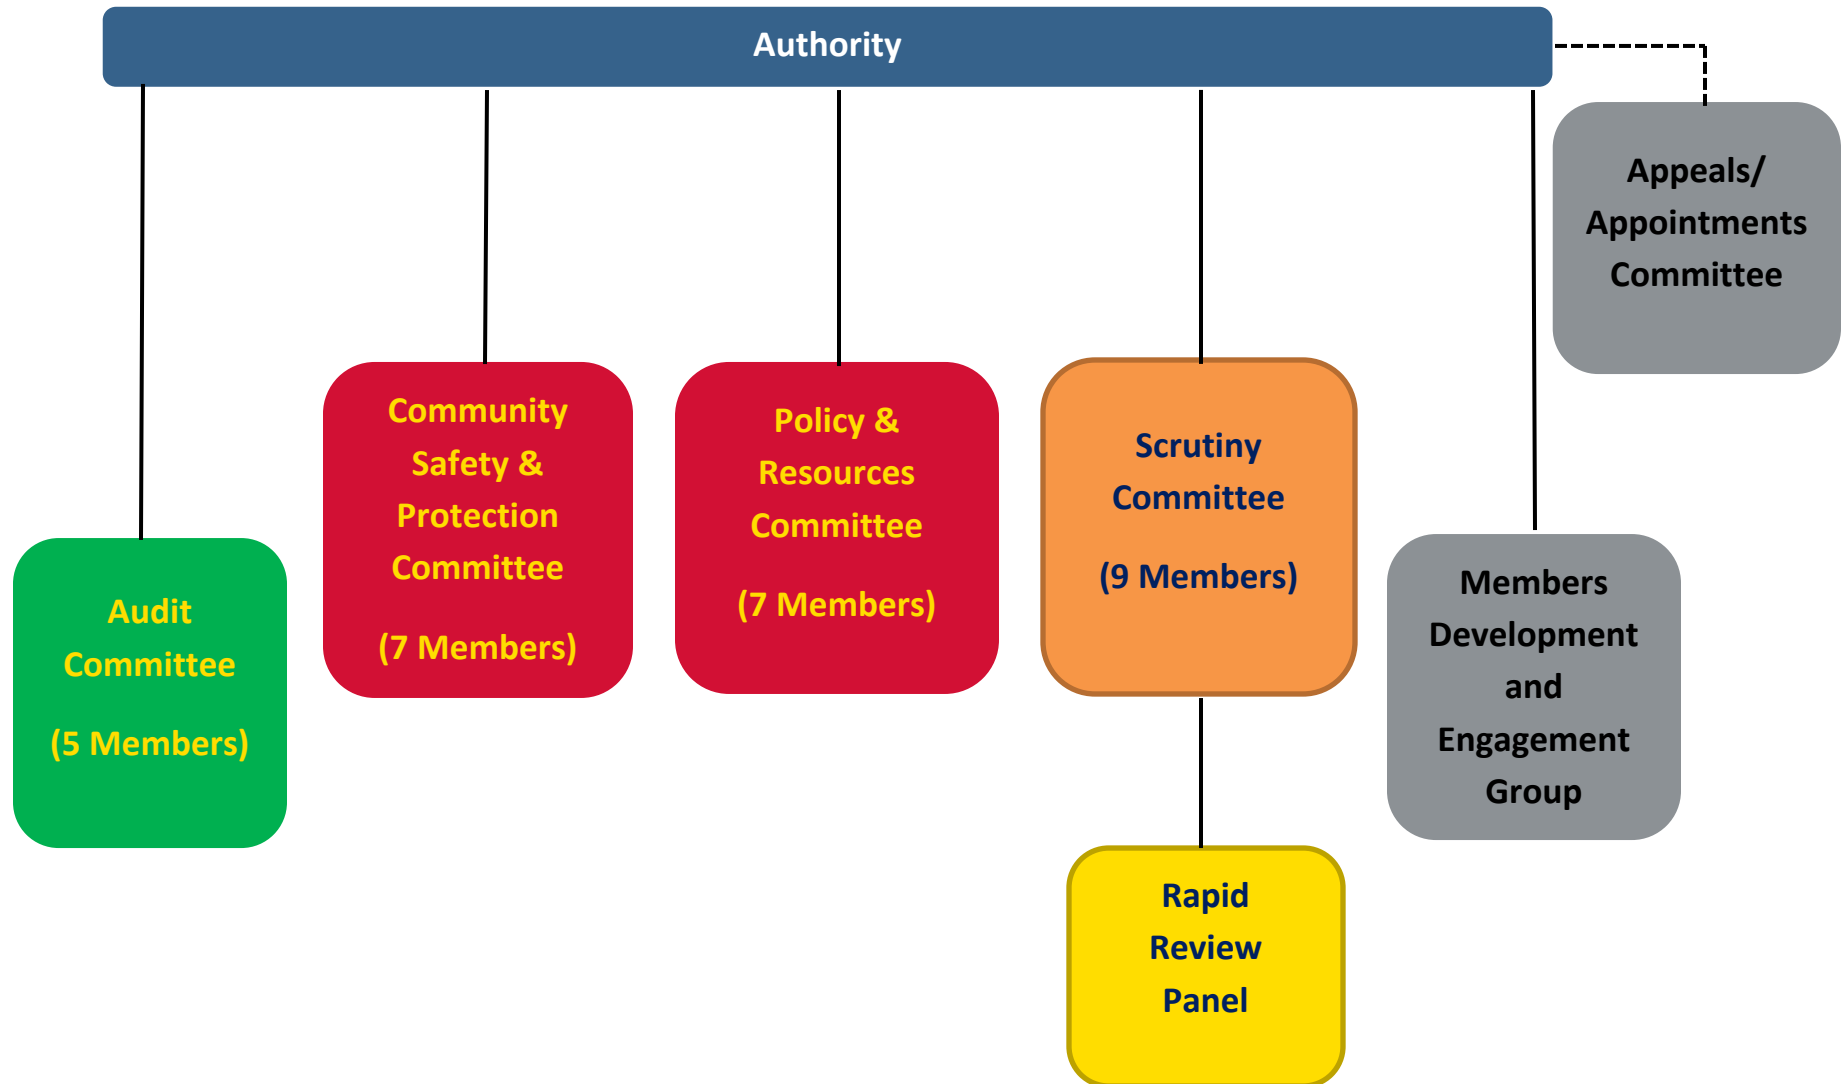 Authority
Appeals/
Appointments
Committee
Community
Safety &
Protection
Committee
(7 Members)
Policy &
Resources
Committee
(7 Members)
Scrutiny
Committee
(9 Members)
Audit
Committee
(5 Members)
Members
Development
and
Engagement
Group
Rapid
Review
Panel